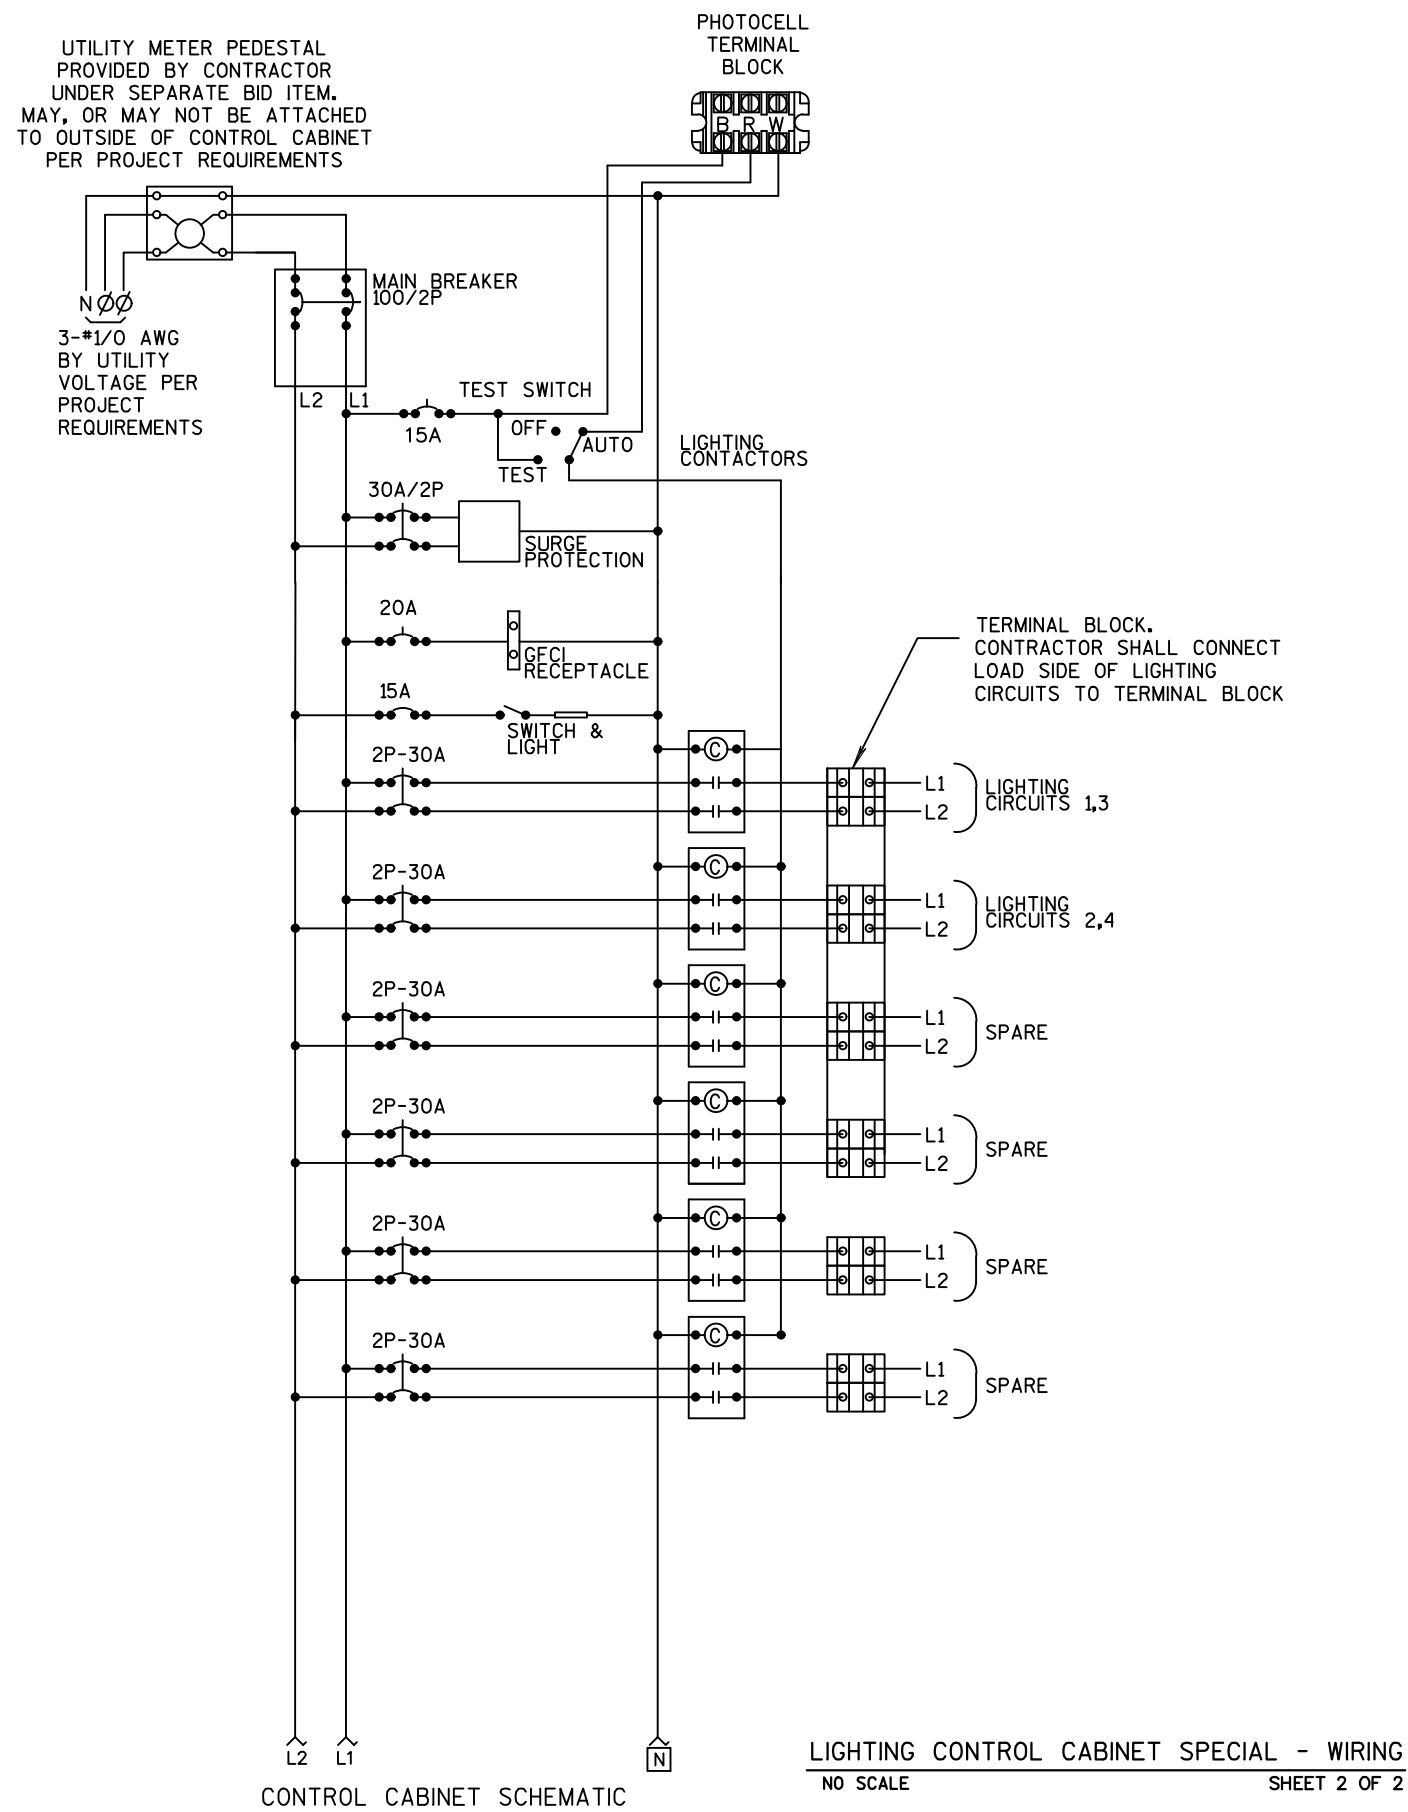 PHOTOCELL
TERMINAL
BLOCK
UTILITY METER PEDESTAL
PROVIDED BY CONTRACTOR
UNDER SEPARATE BID ITEM.
MAY, OR MAY NOT BE ATTACHED
TO OUTSIDE OF CONTROL CABINET
PER PROJECT REQUIREMENTS
B R W
MAIN BREAKER
100/2P
N
3-#1/0 AWG
BY UTILITY
VOLTAGE PER
PROJECT
REQUIREMENTS
L2 L1
TEST SWITCH
15A
OFF
AUTO
TEST
LIGHTING
CONTACTORS
30A/2P
SURGE
PROTECTION
20A
GFCI
RECEPTACLE
TERMINAL BLOCK.
CONTRACTOR SHALL CONNECT
LOAD SIDE OF LIGHTING
CIRCUITS TO TERMINAL BLOCK
15A
SWITCH &
LIGHT
2P-30A
C
L1
L2
LIGHTING
CIRCUITS 1,3
2P-30A
C
L1
L2
LIGHTING
CIRCUITS 2,4
2P-30A
C
L1
L2
SPARE
2P-30A
C
L1
L2
SPARE
2P-30A
C
L1
L2
SPARE
2P-30A
C
L1
L2
SPARE
L2 L1 N
CONTROL CABINET SCHEMATIC
LIGHTING CONTROL CABINET SPECIAL - WIRING
NO SCALE SHEET 2 OF 2